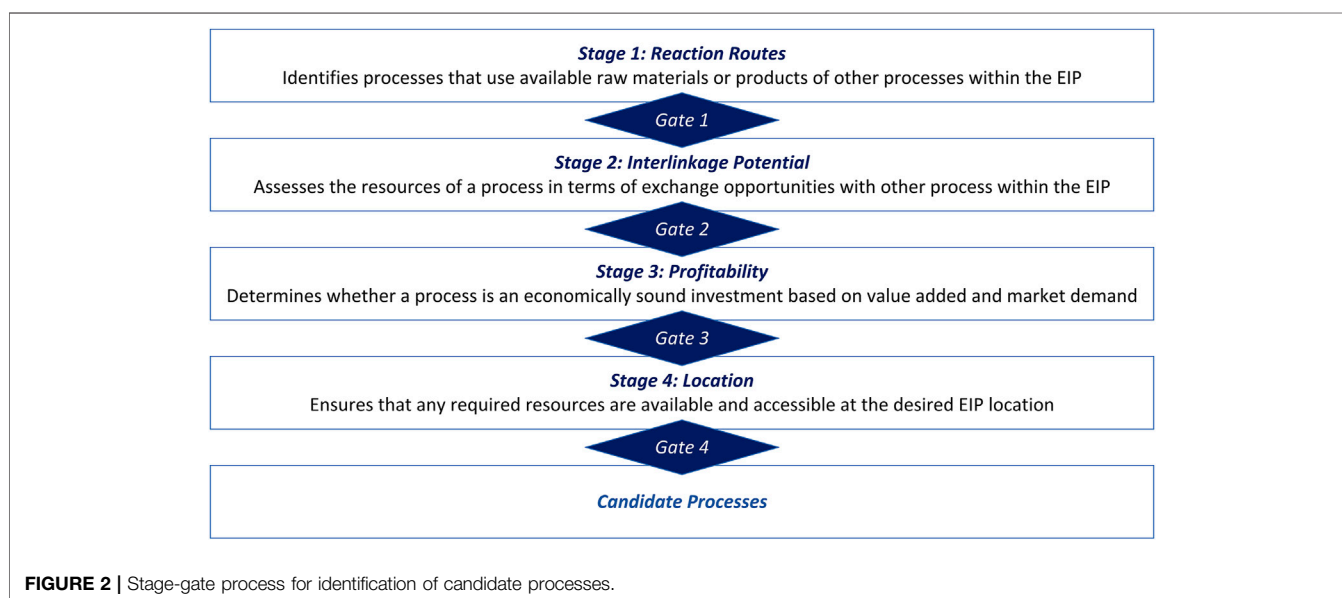 Stage 1: Reaction Routes
Identifies processes that use available raw materials or products of other processes within the EIP
Gate 1
Stage 2: Interlinkage Potential
Assesses the resources of a process in terms of exchange opportunities with other process within the EIP
Gate 2
Stage 3: Profitability
Determines whether a process is an economically sound investment based on value added and market demand
Gate 3
Stage 4: Location
Ensures that any required resources are available and accessible at the desired EIP location
Gate 4
Candidate Processes
FIGURE 2 | Stage-gate process for identification of candidate processes.